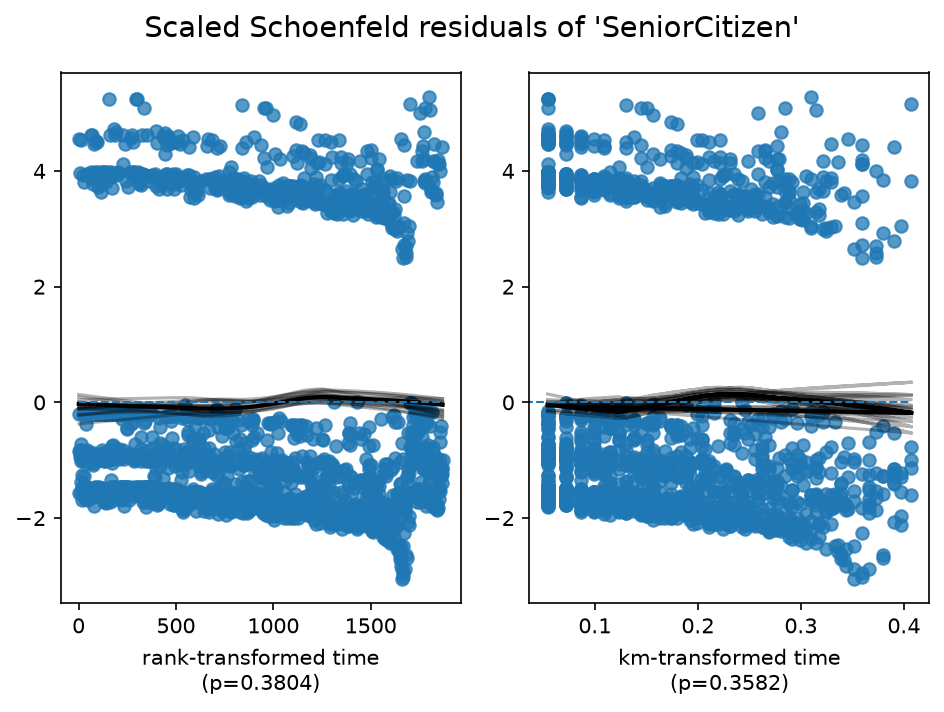 Scaled Schoenfeld residuals of 'SeniorCitizen'
4
2
0
−2
0 500 1000 1500
rank-transformed time
(p=0.3804)
4
2
0
−2
0.1 0.2 0.3 0.4
km-transformed time
(p=0.3582)